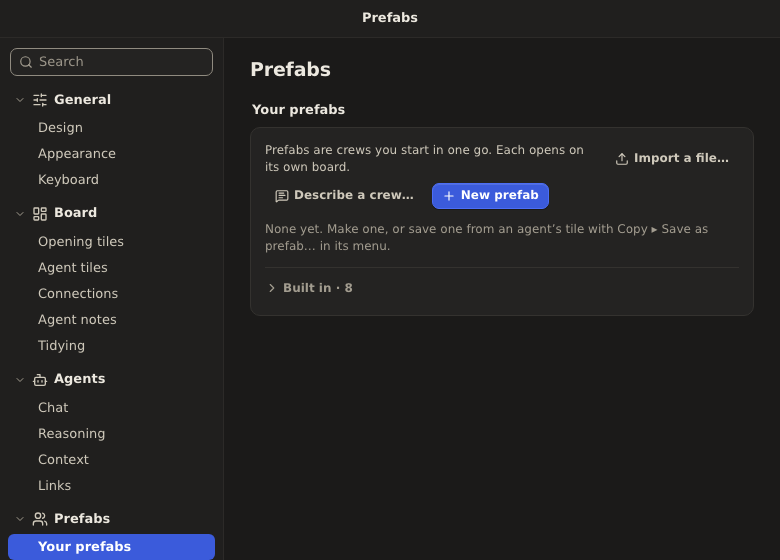 Prefabs
Search
General
Design
Appearance
Keyboard
Board
Opening tiles
Agent tiles
Connections
Agent notes
Tidying
Agents
Chat
Reasoning
Context
Links
Prefabs
Your prefabs
Prefabs
Your prefabs
Prefabs are crews you start in one go. Each opens on
its own board.
Import a file…
Describe a crew…
New prefab
None yet. Make one, or save one from an agent’s tile with Copy ▸ Save as
prefab… in its menu.
Built in · 8